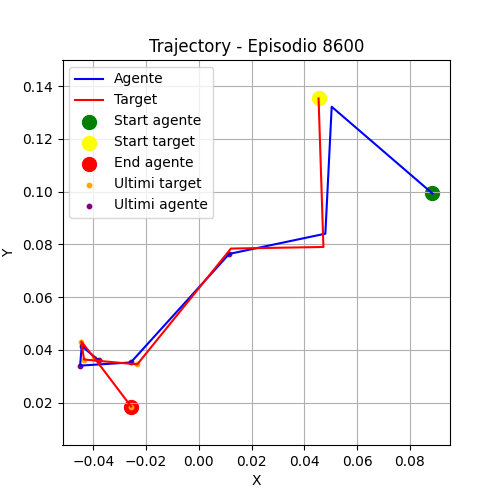 Trajectory - Episodio 8600
Agente
Target
Start agente
Start target
End agente
Ultimi target
Ultimi agente
0.14
0.12
0.10
0.08
0.06
0.04
0.02
Y
−0.04 −0.02 0.00 0.02 0.04 0.06 0.08
X